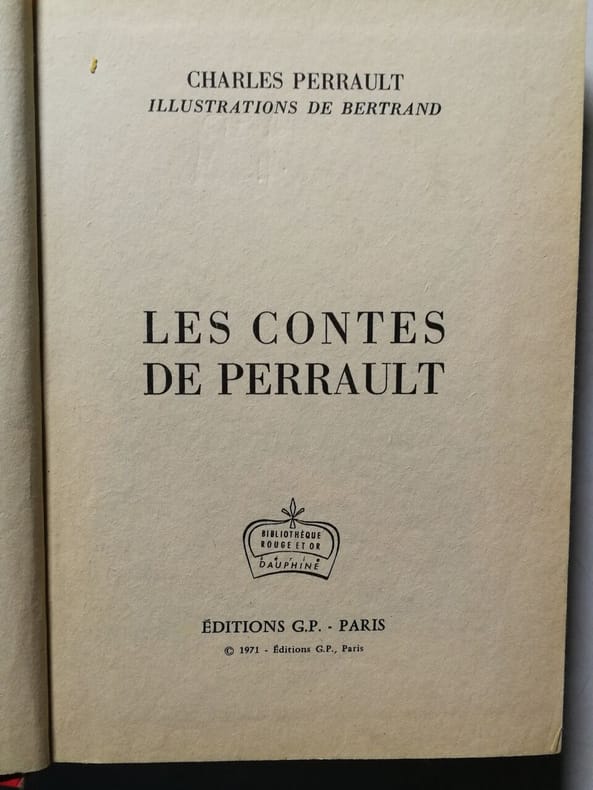 CHARLES PERRAULT
ILLUSTRATIONS DE BERTRAND
LES CONTES
DE PERRAULT
BIBLIOTHÈQUE
ROUGE ET OR
série
DAUPHINE
ÉDITIONS G.P. - PARIS
© 1971 - Éditions G.P., Paris